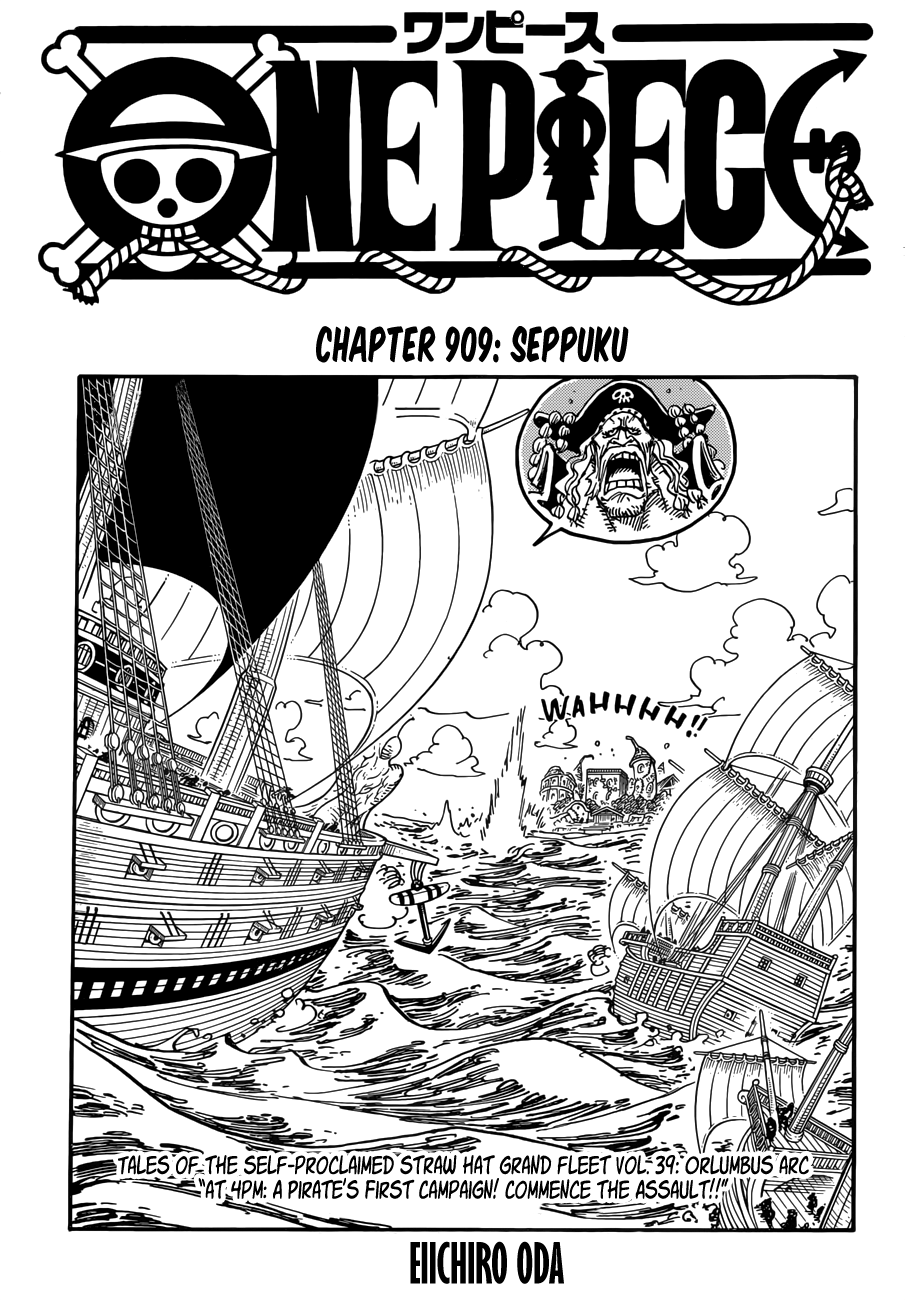 ワンピース
ONE PIECE
CHAPTER 909: SEPPUKU
WAHHHH!!
TALES OF THE SELF-PROCLAIMED STRAW HAT GRAND FLEET VOL. 39: ORLUMBUS ARC
"AT 4PM: A PIRATE'S FIRST CAMPAIGN! COMMENCE THE ASSAULT!!"
EIICHIRO ODA